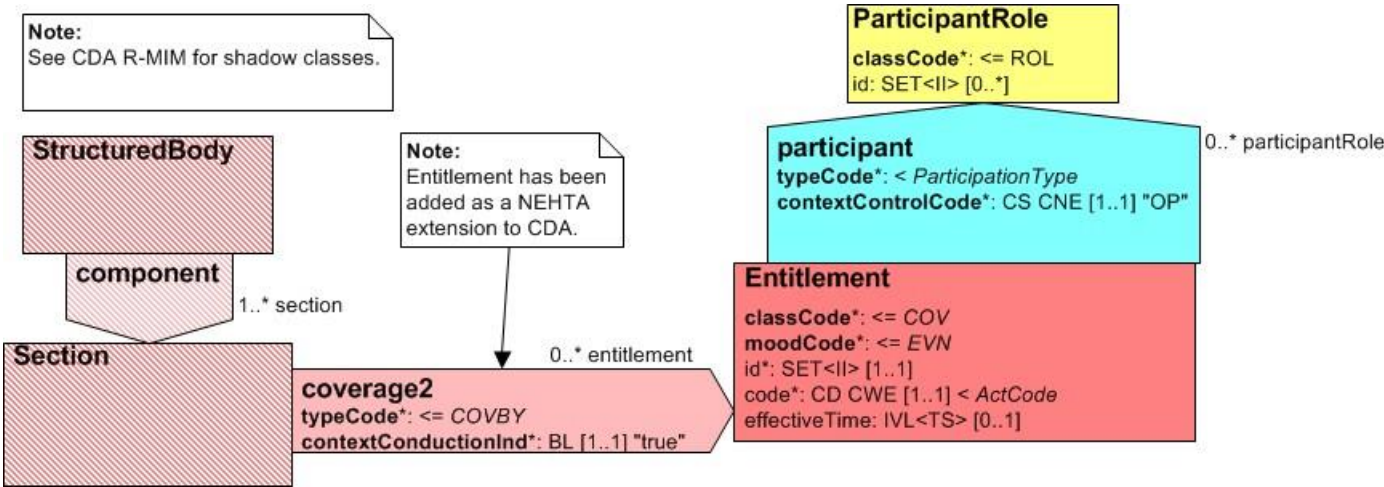 Note:
See CDA R-MIM for shadow classes.
ParticipantRole
classCode*: <= ROL
id: SET<II> [0..*]
StructuredBody
Note:
Entitlement has been
added as a NEHTA
extension to CDA.
participant
typeCode*: < ParticipationType
contextControlCode*: CS CNE [1..1] "OP"
0..* participantRole
component
1..* section
Entitlement
classCode*: <= COV
moodCode*: <= EVN
id*: SET<II> [1..1]
code*: CD CWE [1..1] < ActCode
effectiveTime: IVL<TS> [0..1]
Section
0..* entitlement
coverage2
typeCode*: <= COVBY
contextConductionInd*: BL [1..1] "true"